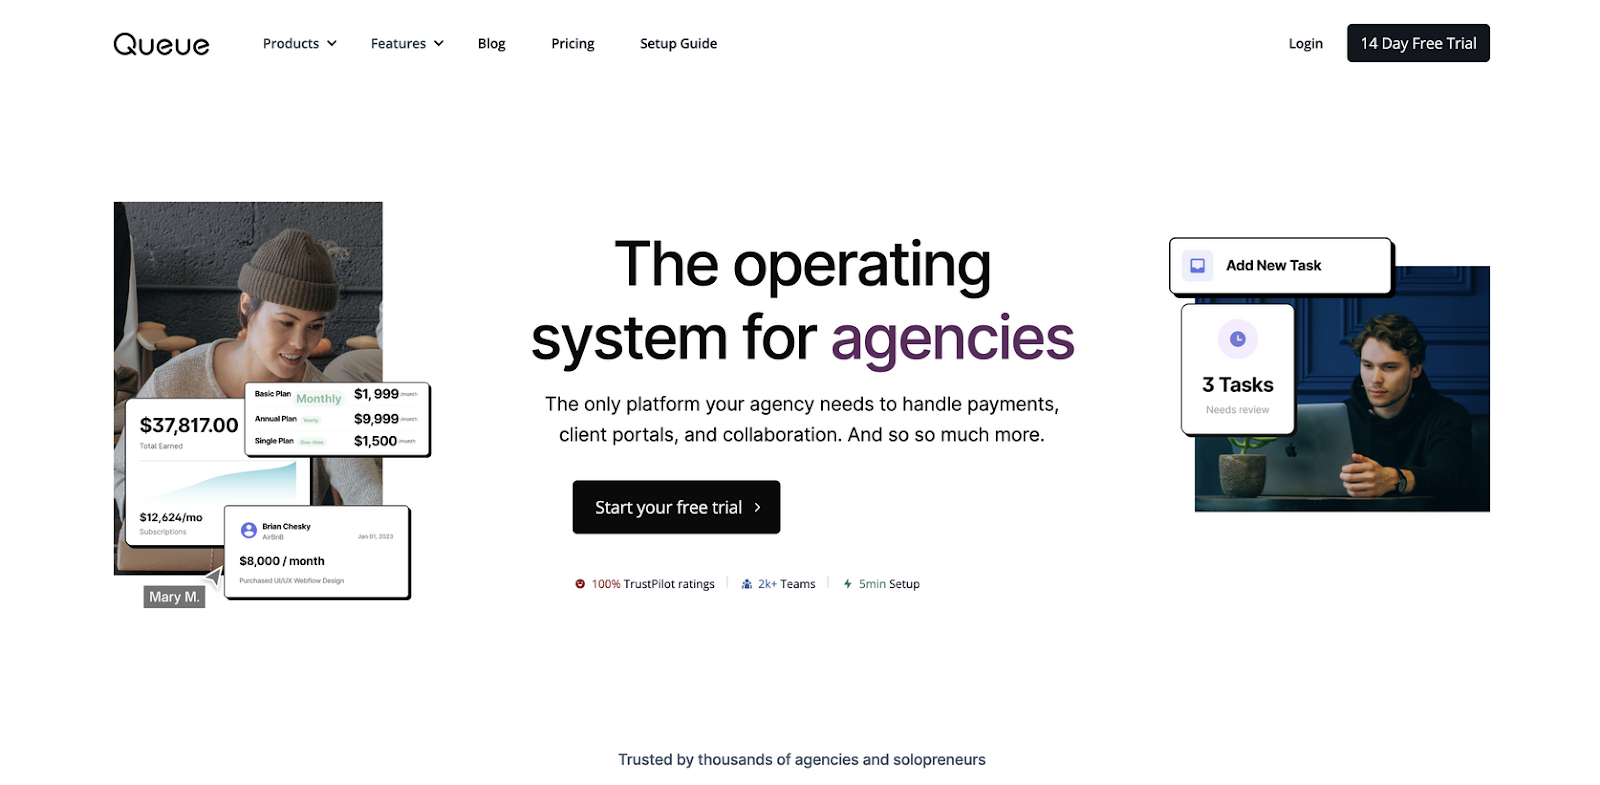 Queue
Products
Features
Blog
Pricing
Setup Guide
Login
14 Day Free Trial
The operating
system for agencies
The only platform your agency needs to handle payments,
client portals, and collaboration. And so so much more.
Start your free trial
100% TrustPilot ratings
2k+ Teams
5min Setup
Basic Plan Monthly $1,999 /month
Annual Plan Yearly $9,999 /month
Single Plan One-time $1,500 /month
$37,817.00
Total Earned
$12,624/mo
Subscriptions
Brian Chesky
AirBnB
Jan 01, 2023
$8,000 / month
Purchased UI/UX Webflow Design
Mary M.
Add New Task
3 Tasks
Needs review
Trusted by thousands of agencies and solopreneurs